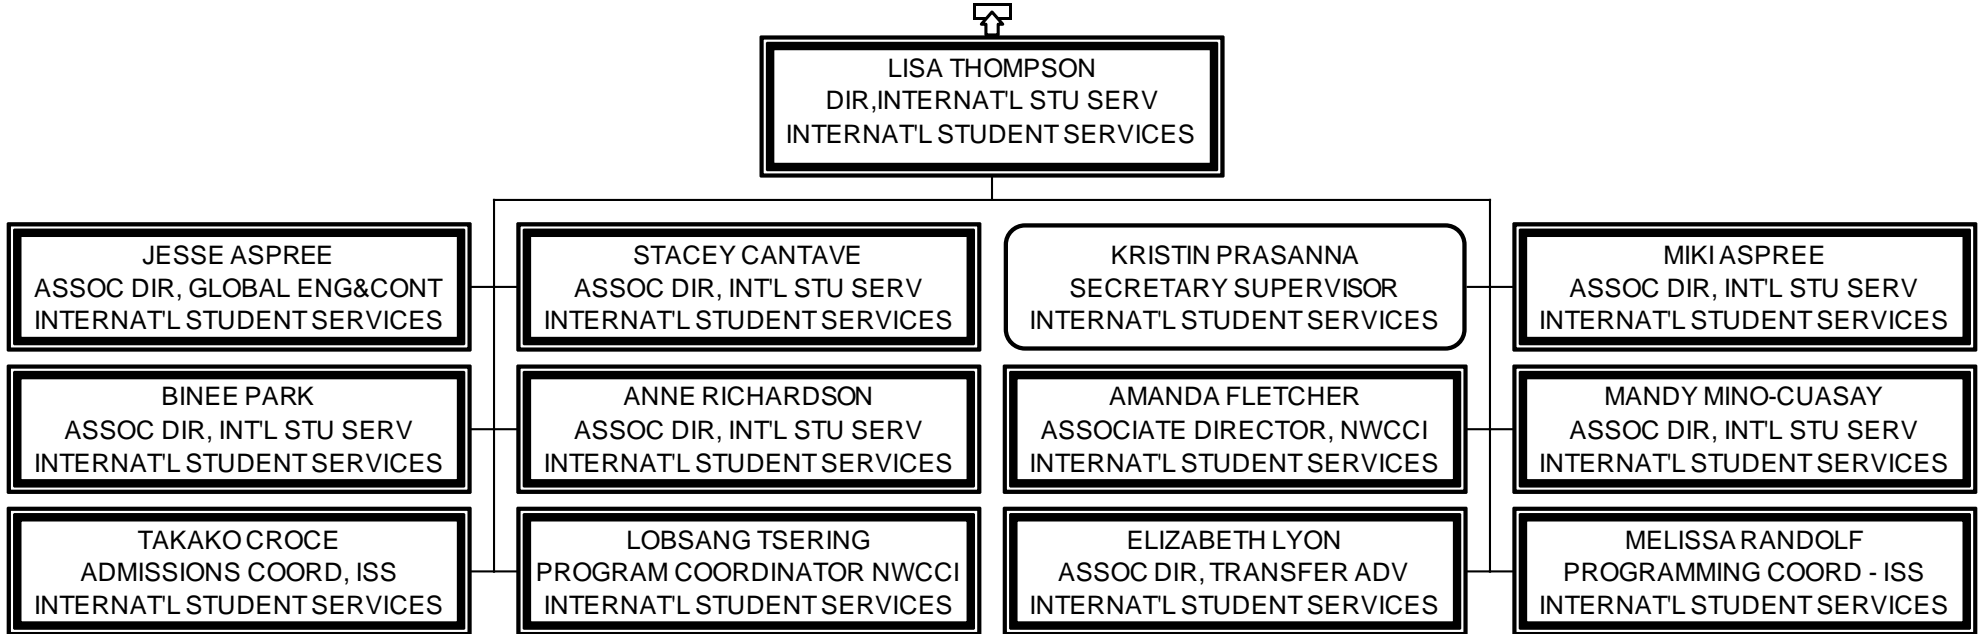 LISA THOMPSON
DIR,INTERNAT'L STU SERV
INTERNAT'L STUDENT SERVICES
JESSE ASPREE
ASSOC DIR, GLOBAL ENG&CONT
INTERNAT'L STUDENT SERVICES
STACEY CANTAVE
ASSOC DIR, INT'L STU SERV
INTERNAT'L STUDENT SERVICES
KRISTIN PRASANNA
SECRETARY SUPERVISOR
INTERNAT'L STUDENT SERVICES
MIKI ASPREE
ASSOC DIR, INT'L STU SERV
INTERNAT'L STUDENT SERVICES
BINEE PARK
ASSOC DIR, INT'L STU SERV
INTERNAT'L STUDENT SERVICES
ANNE RICHARDSON
ASSOC DIR, INT'L STU SERV
INTERNAT'L STUDENT SERVICES
AMANDA FLETCHER
ASSOCIATE DIRECTOR, NWCCI
INTERNAT'L STUDENT SERVICES
MANDY MINO-CUASAY
ASSOC DIR, INT'L STU SERV
INTERNAT'L STUDENT SERVICES
TAKAKO CROCE
ADMISSIONS COORD, ISS
INTERNAT'L STUDENT SERVICES
LOBSANG TSERING
PROGRAM COORDINATOR NWCCI
INTERNAT'L STUDENT SERVICES
ELIZABETH LYON
ASSOC DIR, TRANSFER ADV
INTERNAT'L STUDENT SERVICES
MELISSA RANDOLF
PROGRAMMING COORD - ISS
INTERNAT'L STUDENT SERVICES